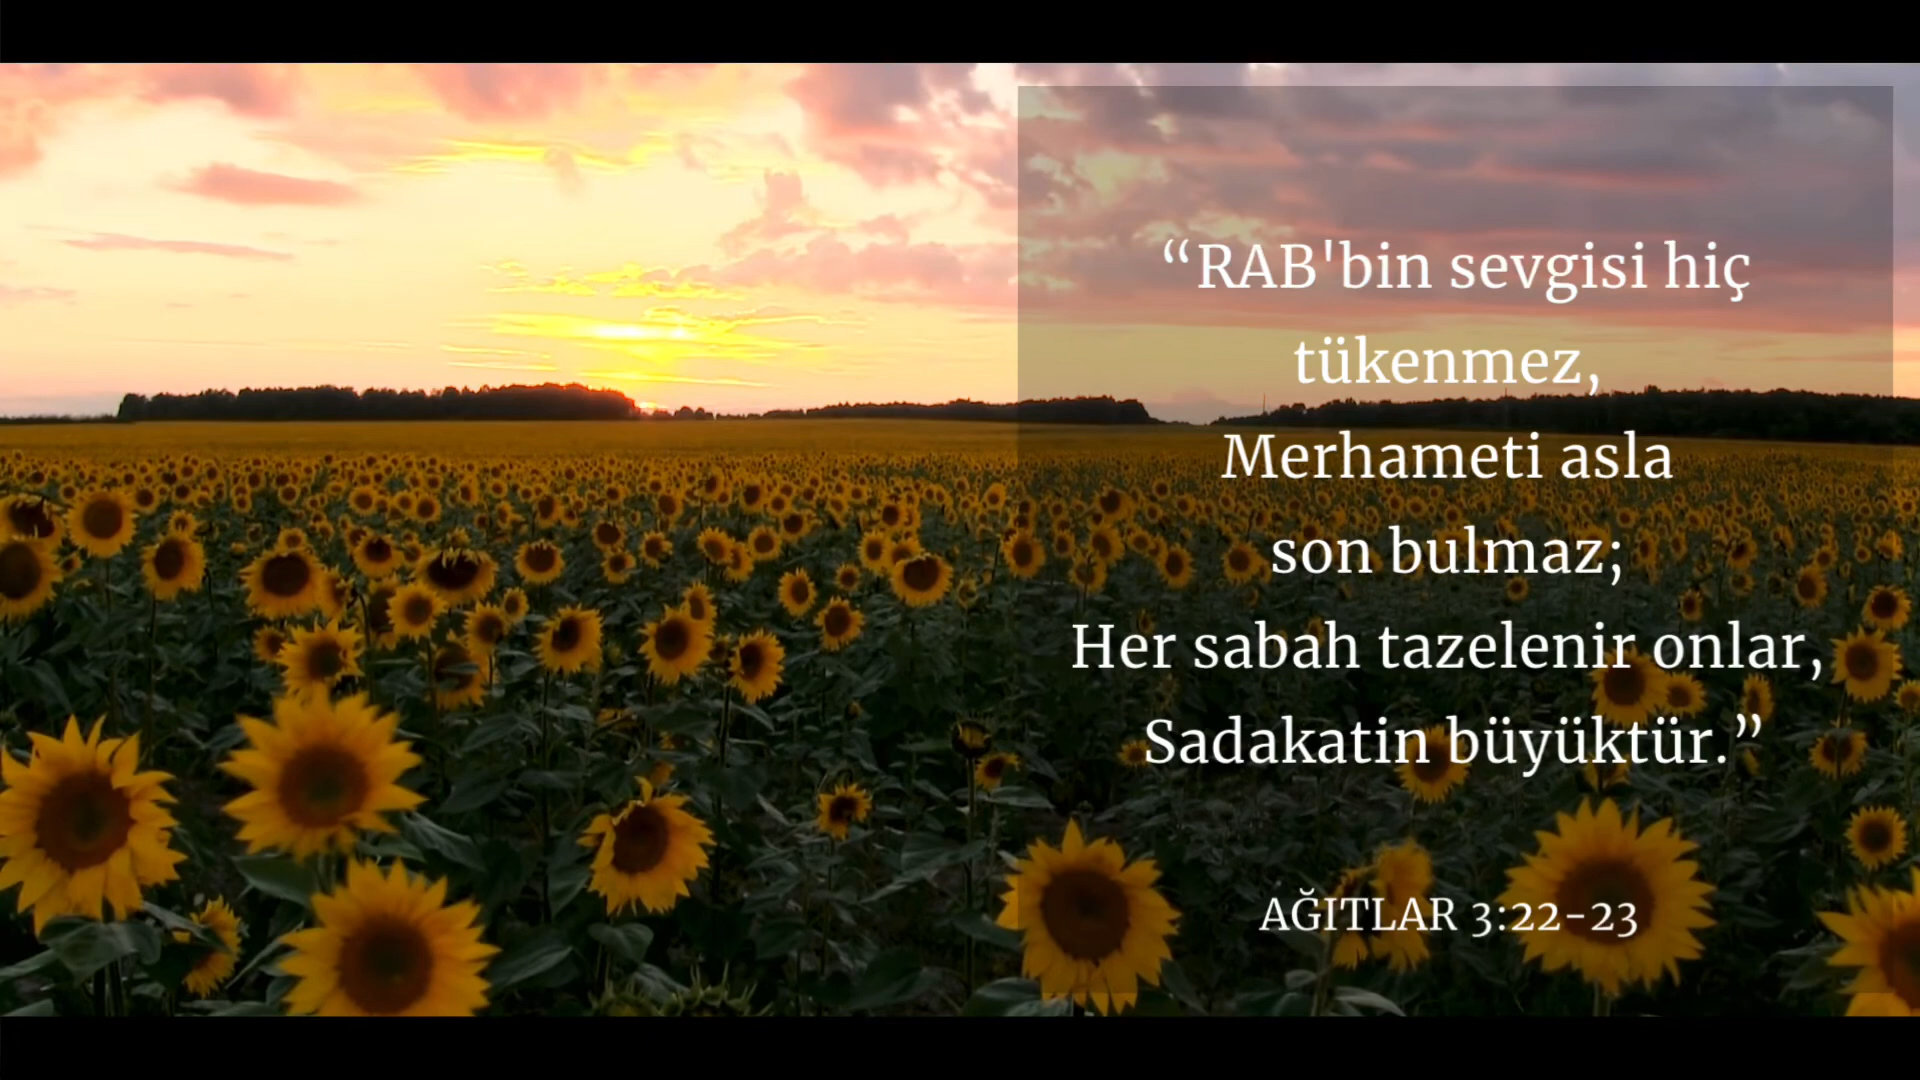 “RAB'bin sevgisi hiç
tükenmez,
Merhameti asla
son bulmaz;
Her sabah tazelenir onlar,
Sadakatin büyüktür.”
AĞITLAR 3:22-23